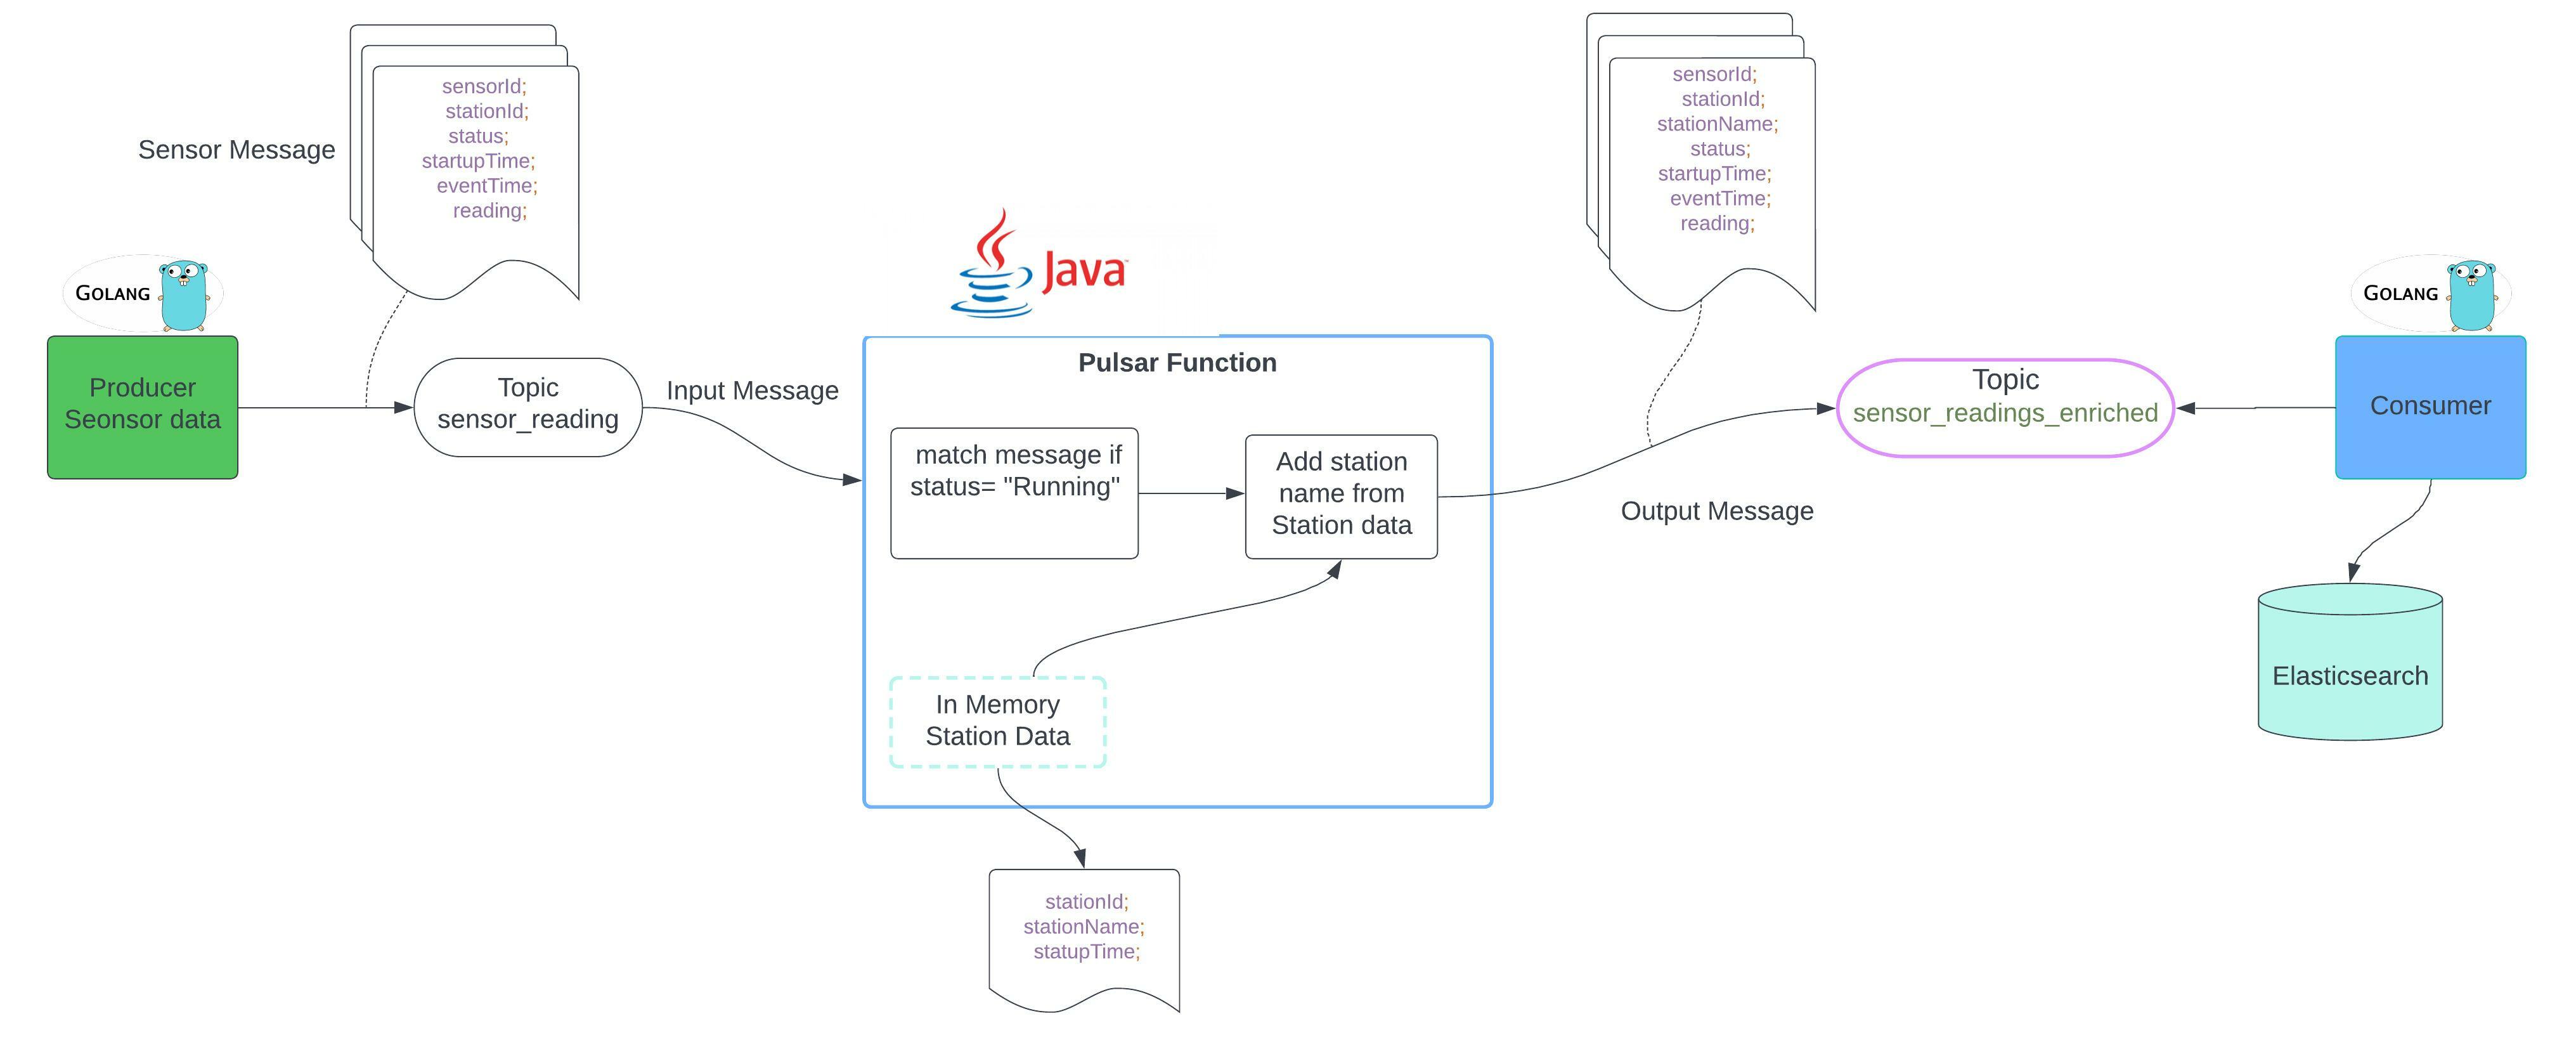 Sensor Message
sensorId;
stationId;
status;
startupTime;
eventTime;
reading;
GOLANG
Producer
Seonsor data
Topic
sensor_reading
Input Message
Java
Pulsar Function
match message if
status= "Running"
Add station
name from
Station data
In Memory
Station Data
stationId;
stationName;
statupTime;
sensorId;
stationId;
stationName;
status;
startupTime;
eventTime;
reading;
Output Message
Topic
sensor_readings_enriched
GOLANG
Consumer
Elasticsearch